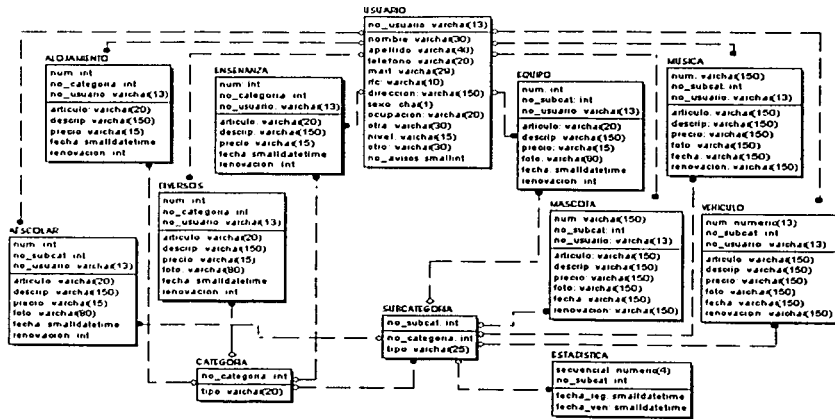 USUARIO
no_usuario varchar(13)
nombre varchar(30)
apellido varchar(40)
telefono varchar(20)
mail varchar(20)
rfc varchar(10)
direccion: varchar(150)
sexo cha(1)
ocupacion: varchar(20)
otra varchar(30)
nivel: varchar(15)
otro varchar(30)
no_avisos smallint
ALOJAMENTO
num int
no_categoria int
no_usuario varchar(13)
articulo varchar(20)
descrip varchar(150)
precio varchar(15)
fecha smalldatetime
renovacion int
ENSENANZA
num int
no_categoria int
no_usuario: varchar(13)
articulo: varchar(20)
descrip: varchar(150)
precio varchar(15)
fecha smalldatetime
renovacion: int
EQUIPO
num int
no_subcat: int
no_usuario varchar(13)
articulo: varchar(20)
descrip varchar(150)
precio: varchar(15)
foto: varchar(80)
fecha: smalldatetime
renovacion int
MUSICA
num: varchar(150)
no_subcat: int
no_usuario: varchar(13)
articulo: varchar(150)
descrip: varchar(150)
precio: varchar(150)
foto varchar(150)
fecha: varchar(150)
renovacion: varchar(150)
DIVERSOS
num int
no_categoria int
no_usuario: varchar(13)
articulo varchar(20)
descrip varchar(150)
precio varchar(15)
foto: varchar(80)
fecha smalldatetime
renovacion int
MASCOTA
num varchar(150)
no_subcat: int
no_usuario: varchar(13)
articulo: varchar(150)
descrip varchar(150)
precio: varchar(150)
foto: varchar(150)
fecha varchar(150)
renovacion: varchar(150)
VEHICULO
num numeric(13)
no_subcat int
no_usuario varchar(13)
articulo varchar(150)
descrip varchar(150)
precio varchar(150)
foto varchar(150)
fecha varchar(150)
renovacion varchar(150)
AESCOLAR
num int
no_subcat int
no_usuario varchar(13)
articulo varchar(20)
descrip varchar(150)
precio varchar(15)
foto varchar(80)
fecha smalldatetime
renovacion int
SUBCATEGORIA
no_subcat: int
no_categoria: int
tipo varchar(25)
CATEGORIA
no_categoria int
tipo varchar(20)
ESTADISTICA
secuencial numeric(4)
no_subcat int
fecha_reg smalldatetime
fecha_ven: smalldatetime